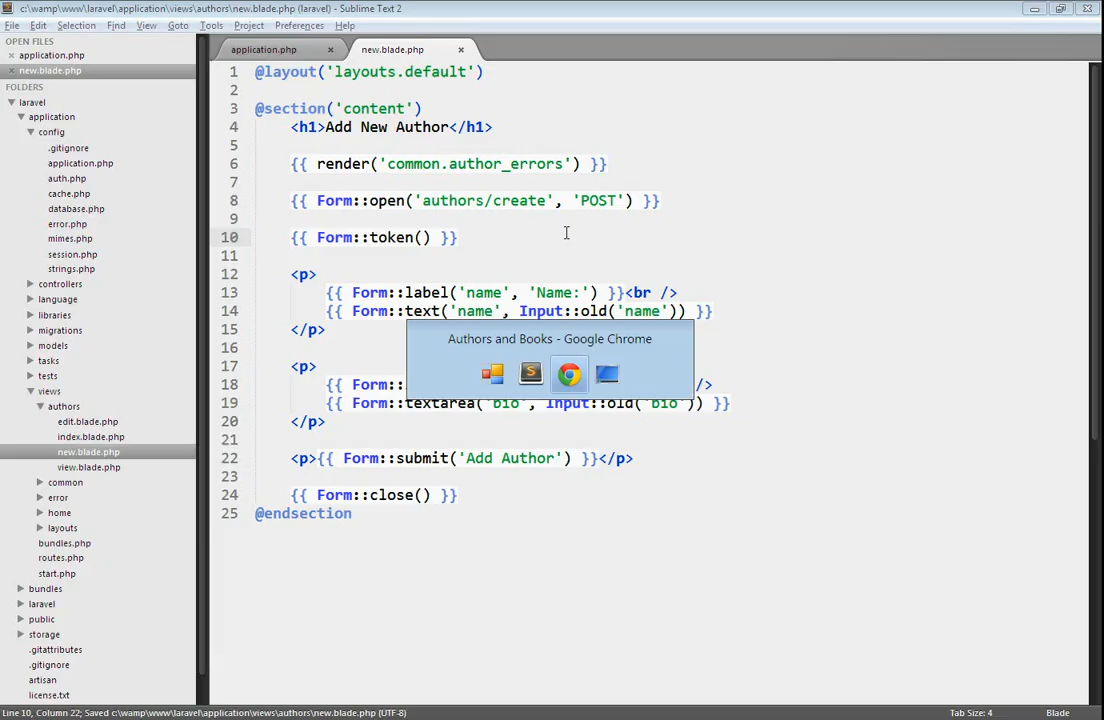 c:\wamp\www\laravel\application\views\authors\new.blade.php (laravel) - Sublime Text 2
File Edit Selection Find View Goto Tools Project Preferences Help
OPEN FILES
application.php
new.blade.php
FOLDERS
laravel
application
config
.gitignore
application.php
auth.php
cache.php
database.php
error.php
mimes.php
session.php
strings.php
controllers
language
libraries
migrations
models
tasks
tests
views
authors
edit.blade.php
index.blade.php
new.blade.php
view.blade.php
common
error
home
layouts
bundles.php
routes.php
start.php
bundles
laravel
public
storage
.gitattributes
.gitignore
artisan
license.txt
application.php new.blade.php
1 @layout('layouts.default')
2
3 @section('content')
4 <h1>Add New Author</h1>
5
6 {{ render('common.author_errors') }}
7
8 {{ Form::open('authors/create', 'POST') }}
9
10 {{ Form::token() }}
11
12 <p>
13 {{ Form::label('name', 'Name:') }}<br />
14 {{ Form::text('name', Input::old('name')) }}
15 </p>
16
17 <p>
18 {{ Form:: />
19 {{ Form::textarea('bio', Input::old('bio')) }}
20 </p>
21
22 <p>{{ Form::submit('Add Author') }}</p>
23
24 {{ Form::close() }}
25 @endsection
Authors and Books - Google Chrome
Line 10, Column 22; Saved c:\wamp\www\laravel\application\views\authors\new.blade.php (UTF-8) Tab Size: 4 Blade